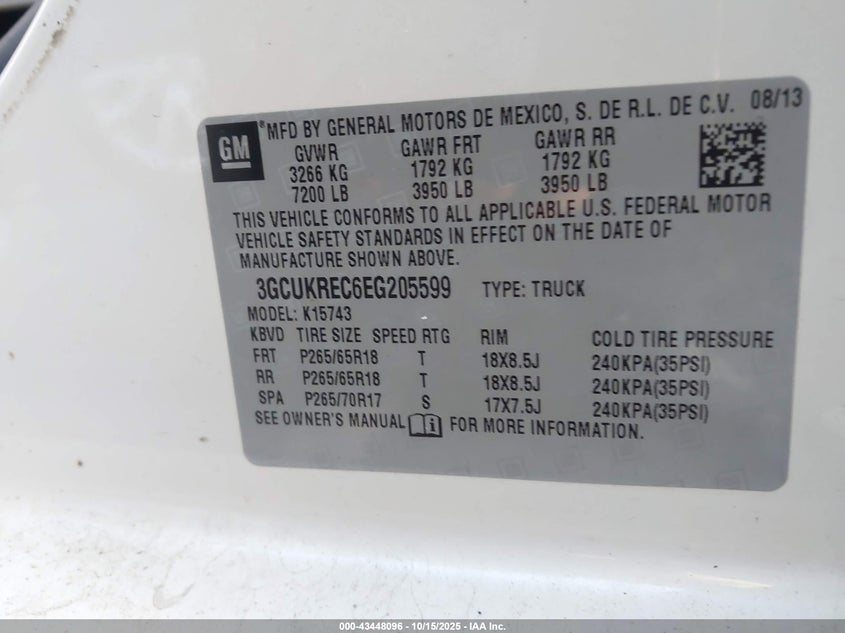 GM
®MFD BY GENERAL MOTORS DE MEXICO, S. DE R.L. DE C.V. 08/13
GVWR GAWR FRT GAWR RR
3266 KG 1792 KG 1792 KG
7200 LB 3950 LB 3950 LB
THIS VEHICLE CONFORMS TO ALL APPLICABLE U.S. FEDERAL MOTOR
VEHICLE SAFETY STANDARDS IN EFFECT ON THE DATE OF
MANUFACTURE SHOWN ABOVE.
3GCUKREC6EG205599 TYPE: TRUCK
MODEL: K15743
KBVD TIRE SIZE SPEED RTG RIM COLD TIRE PRESSURE
FRT P265/65R18 T 18X8.5J 240KPA(35PSI)
RR P265/65R18 T 18X8.5J 240KPA(35PSI)
SPA P265/70R17 S 17X7.5J 240KPA(35PSI)
SEE OWNER'S MANUAL FOR MORE INFORMATION.
000-43448096 - 10/15/2025 - IAA Inc.